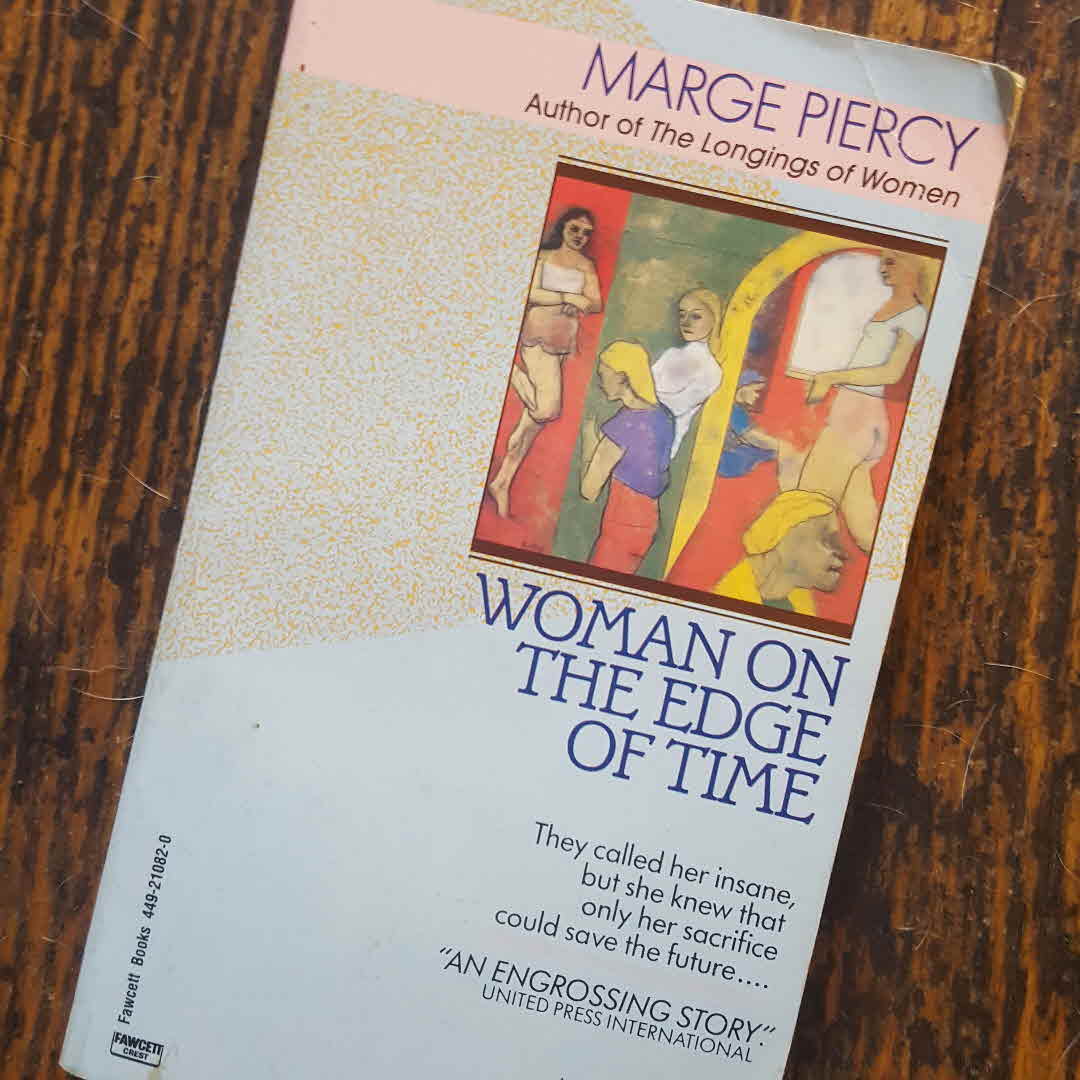 MARGE PIERCY
Author of The Longings of Women
WOMAN ON
THE EDGE
OF TIME
They called her insane,
but she knew that
only her sacrifice
could save the future....
"AN ENGROSSING STORY."
UNITED PRESS INTERNATIONAL
Fawcett Books 449-21082-0
FAWCETT
CREST